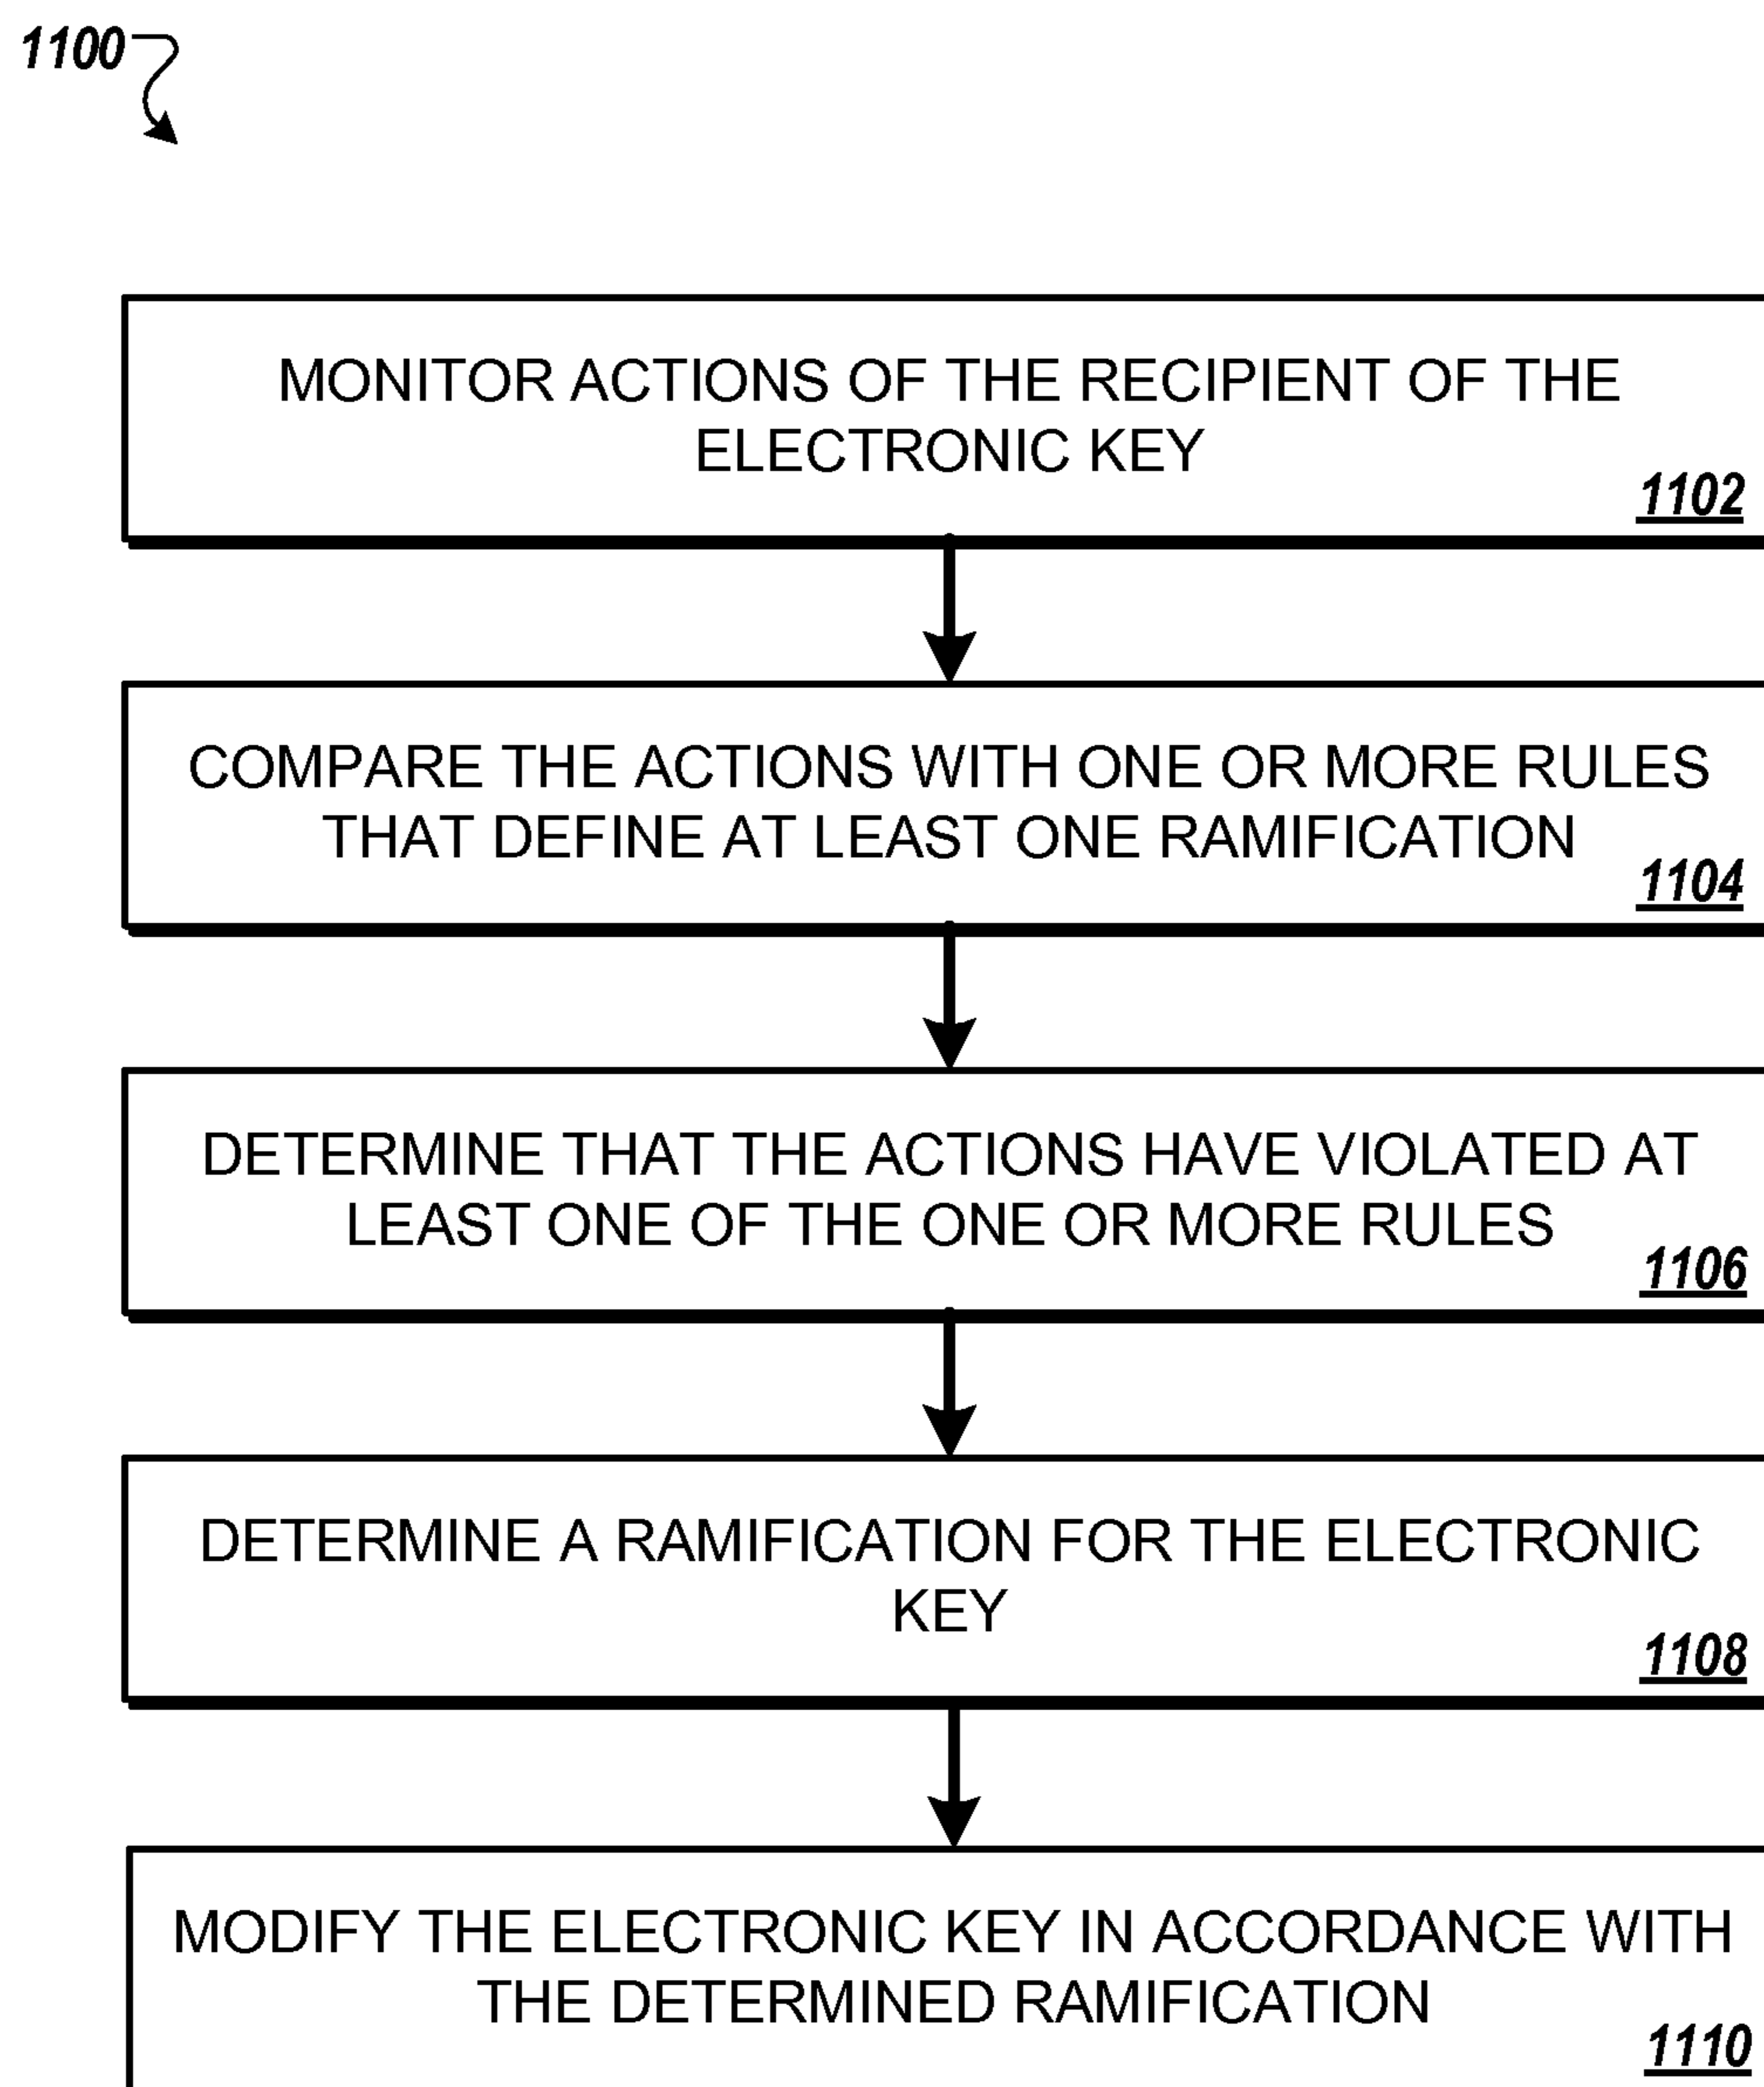 1100
MONITOR ACTIONS OF THE RECIPIENT OF THE
ELECTRONIC KEY
1102
COMPARE THE ACTIONS WITH ONE OR MORE RULES
THAT DEFINE AT LEAST ONE RAMIFICATION
1104
DETERMINE THAT THE ACTIONS HAVE VIOLATED AT
LEAST ONE OF THE ONE OR MORE RULES
1106
DETERMINE A RAMIFICATION FOR THE ELECTRONIC
KEY
1108
MODIFY THE ELECTRONIC KEY IN ACCORDANCE WITH
THE DETERMINED RAMIFICATION
1110